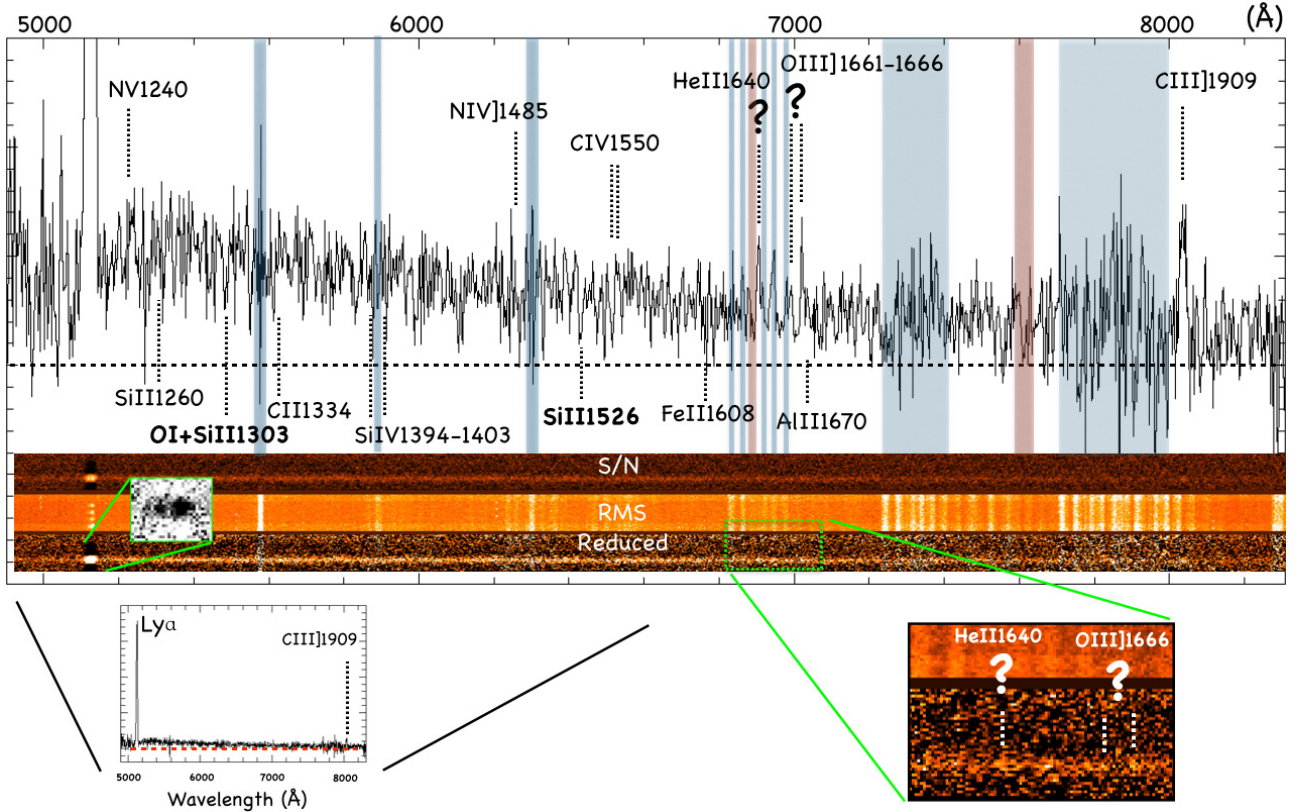 5000 6000 7000 8000 (Å)
OIII]1661-1666
HeII1640
CIII]1909
NV1240
? ?
NIV]1485
CIV1550
SiII1260
CII1334
SiII1526
FeII1608
AlII1670
OI+SiII1303
SiIV1394-1403
S/N
RMS
Reduced
Lyα
CIII]1909
5000 6000 7000 8000
Wavelength (Å)
HeII1640 OIII]1666
? ?